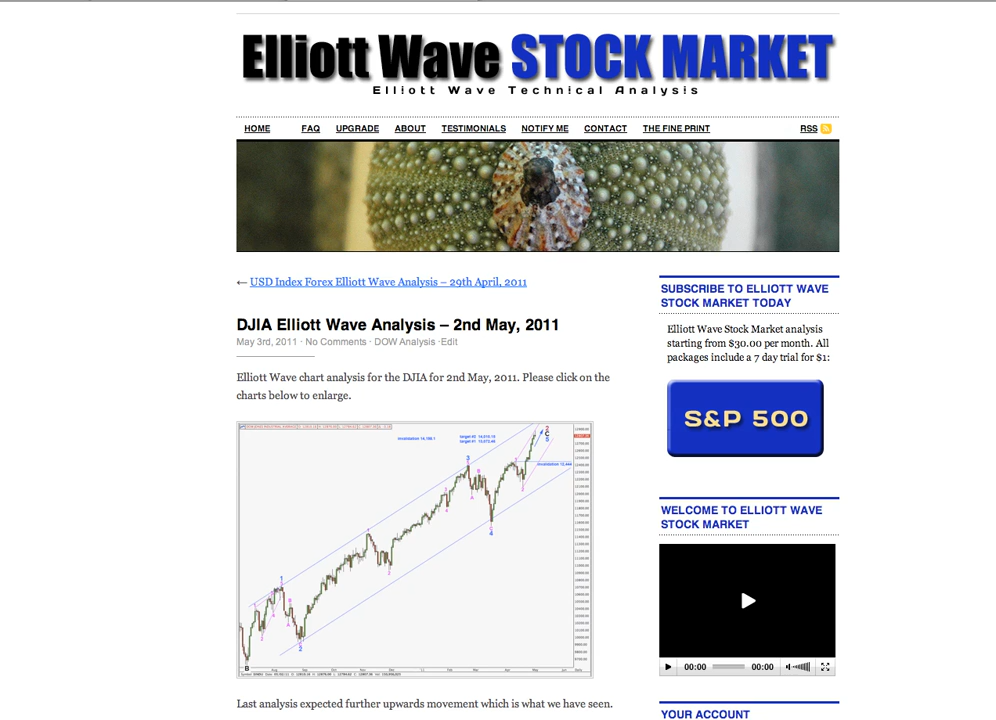 Elliott Wave STOCK MARKET
Elliott Wave Technical Analysis
HOME FAQ UPGRADE ABOUT TESTIMONIALS NOTIFY ME CONTACT THE FINE PRINT RSS
← USD Index Forex Elliott Wave Analysis – 29th April, 2011
DJIA Elliott Wave Analysis – 2nd May, 2011
May 3rd, 2011 · No Comments · DOW Analysis ·Edit
Elliott Wave chart analysis for the DJIA for 2nd May, 2011. Please click on the
charts below to enlarge.
1
2
3
4
B
Last analysis expected further upwards movement which is what we have seen.
SUBSCRIBE TO ELLIOTT WAVE
STOCK MARKET TODAY
Elliott Wave Stock Market analysis
starting from $30.00 per month. All
packages include a 7 day trial for $1:
S&P 500
WELCOME TO ELLIOTT WAVE
STOCK MARKET
00:00 00:00
YOUR ACCOUNT